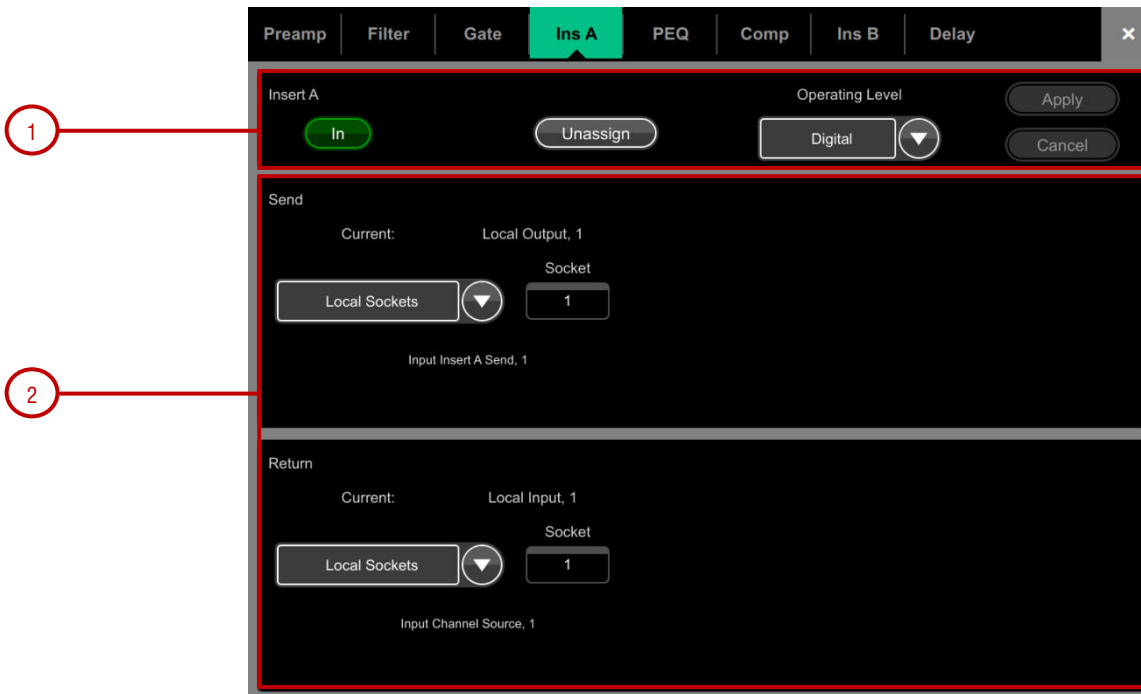 Preamp Filter Gate Ins A PEQ Comp Ins B Delay ×
Insert A Operating Level Apply
In Unassign Digital Cancel
1
Send
Current: Local Output, 1
Socket
Local Sockets 1
Input Insert A Send, 1
2
Return
Current: Local Input, 1
Socket
Local Sockets 1
Input Channel Source, 1